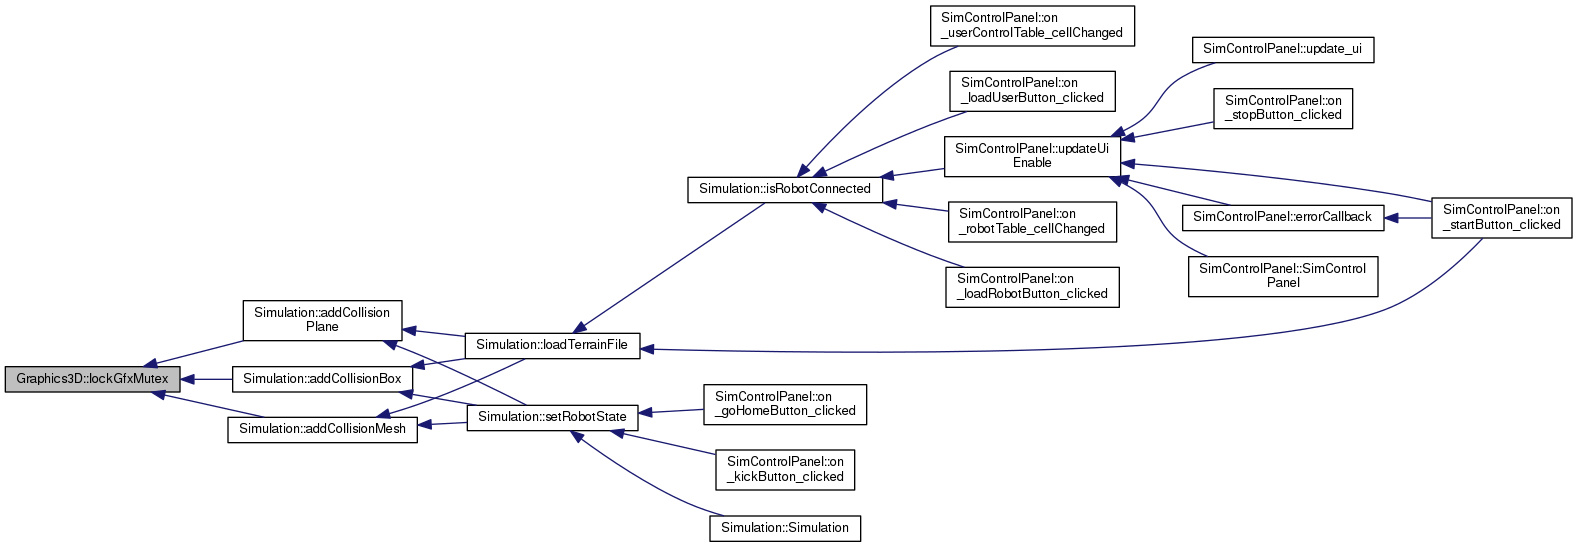 Graphics3D::lockGfxMutex
Simulation::addCollision
Plane
Simulation::addCollisionBox
Simulation::addCollisionMesh
Simulation::loadTerrainFile
Simulation::setRobotState
Simulation::isRobotConnected
SimControlPanel::on
_goHomeButton_clicked
SimControlPanel::on
_kickButton_clicked
Simulation::Simulation
SimControlPanel::on
_userControlTable_cellChanged
SimControlPanel::on
_loadUserButton_clicked
SimControlPanel::updateUi
Enable
SimControlPanel::on
_robotTable_cellChanged
SimControlPanel::on
_loadRobotButton_clicked
SimControlPanel::update_ui
SimControlPanel::on
_stopButton_clicked
SimControlPanel::errorCallback
SimControlPanel::SimControl
Panel
SimControlPanel::on
_startButton_clicked